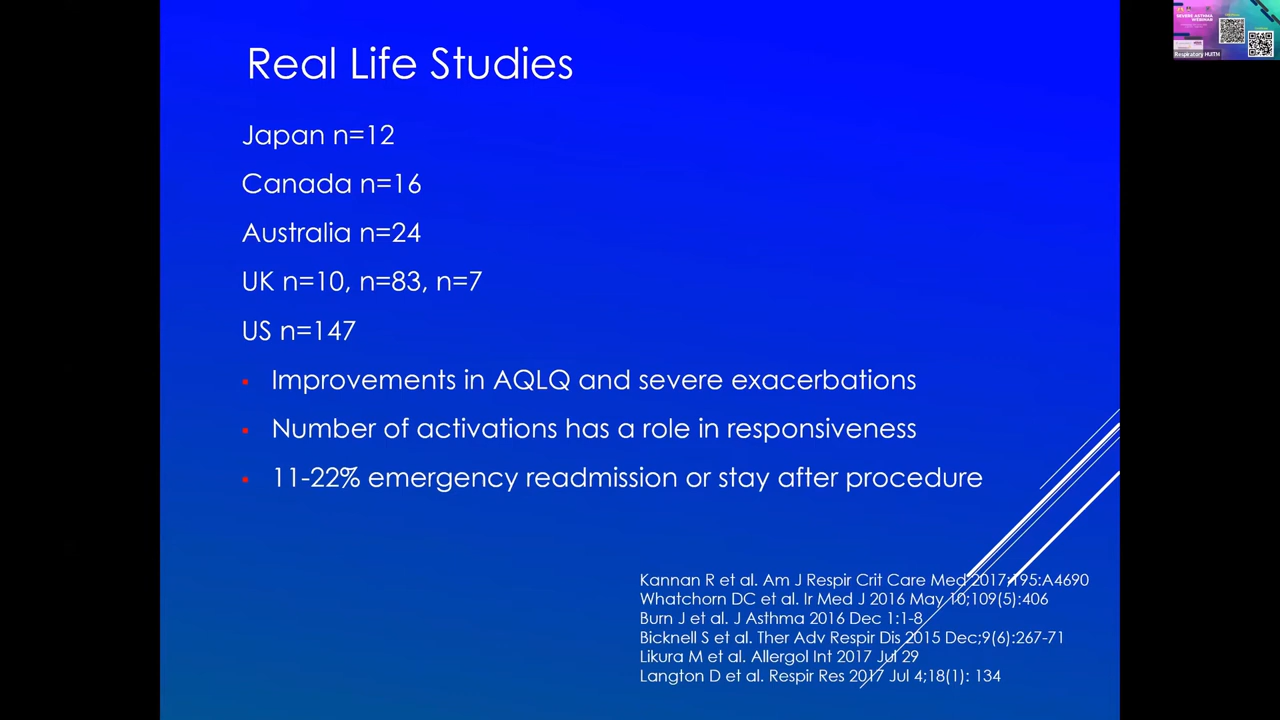 Real Life Studies
Japan n=12
Canada n=16
Australia n=24
UK n=10, n=83, n=7
US n=147
Improvements in AQLQ and severe exacerbations
Number of activations has a role in responsiveness
11-22% emergency readmission or stay after procedure
Kannan R et al. Am J Respir Crit Care Med 2017;195:A4690
Whatchorn DC et al. Ir Med J 2016 May 10;109(5):406
Burn J et al. J Asthma 2016 Dec 1:1-8
Bicknell S et al. Ther Adv Respir Dis 2015 Dec;9(6):267-71
Likura M et al. Allergol Int 2017 Jul 29
Langton D et al. Respir Res 2017 Jul 4;18(1): 134
SEVERE ASTHMA
WEBINAR
Respiratory HUiTM